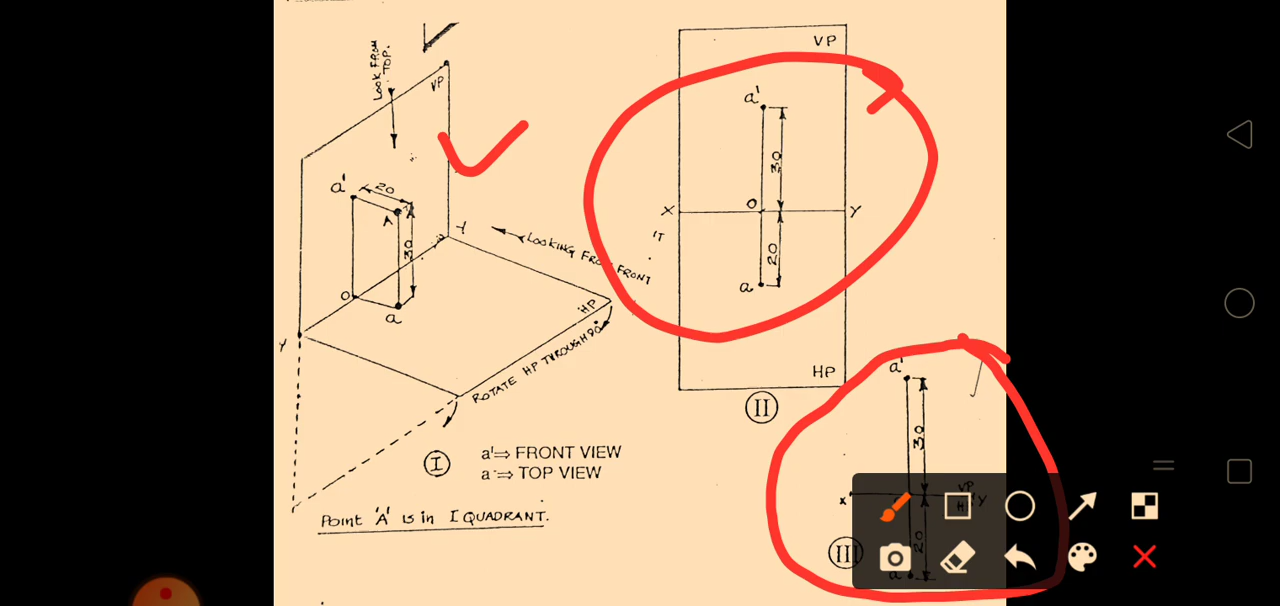 LOOK FROM
TOP.
VP
a'
20
A
30
O
a
Y
LOOKING FROM FRONT
HP
ROTATE HP THROUGH 90°
Y
I
a'⇒ FRONT VIEW
a ⇒ TOP VIEW
Point 'A' is in I QUADRANT.
VP
a'
30
X
O
Y
20
a
HP
II
a'
30
X
VP
H
Y
20
a
III